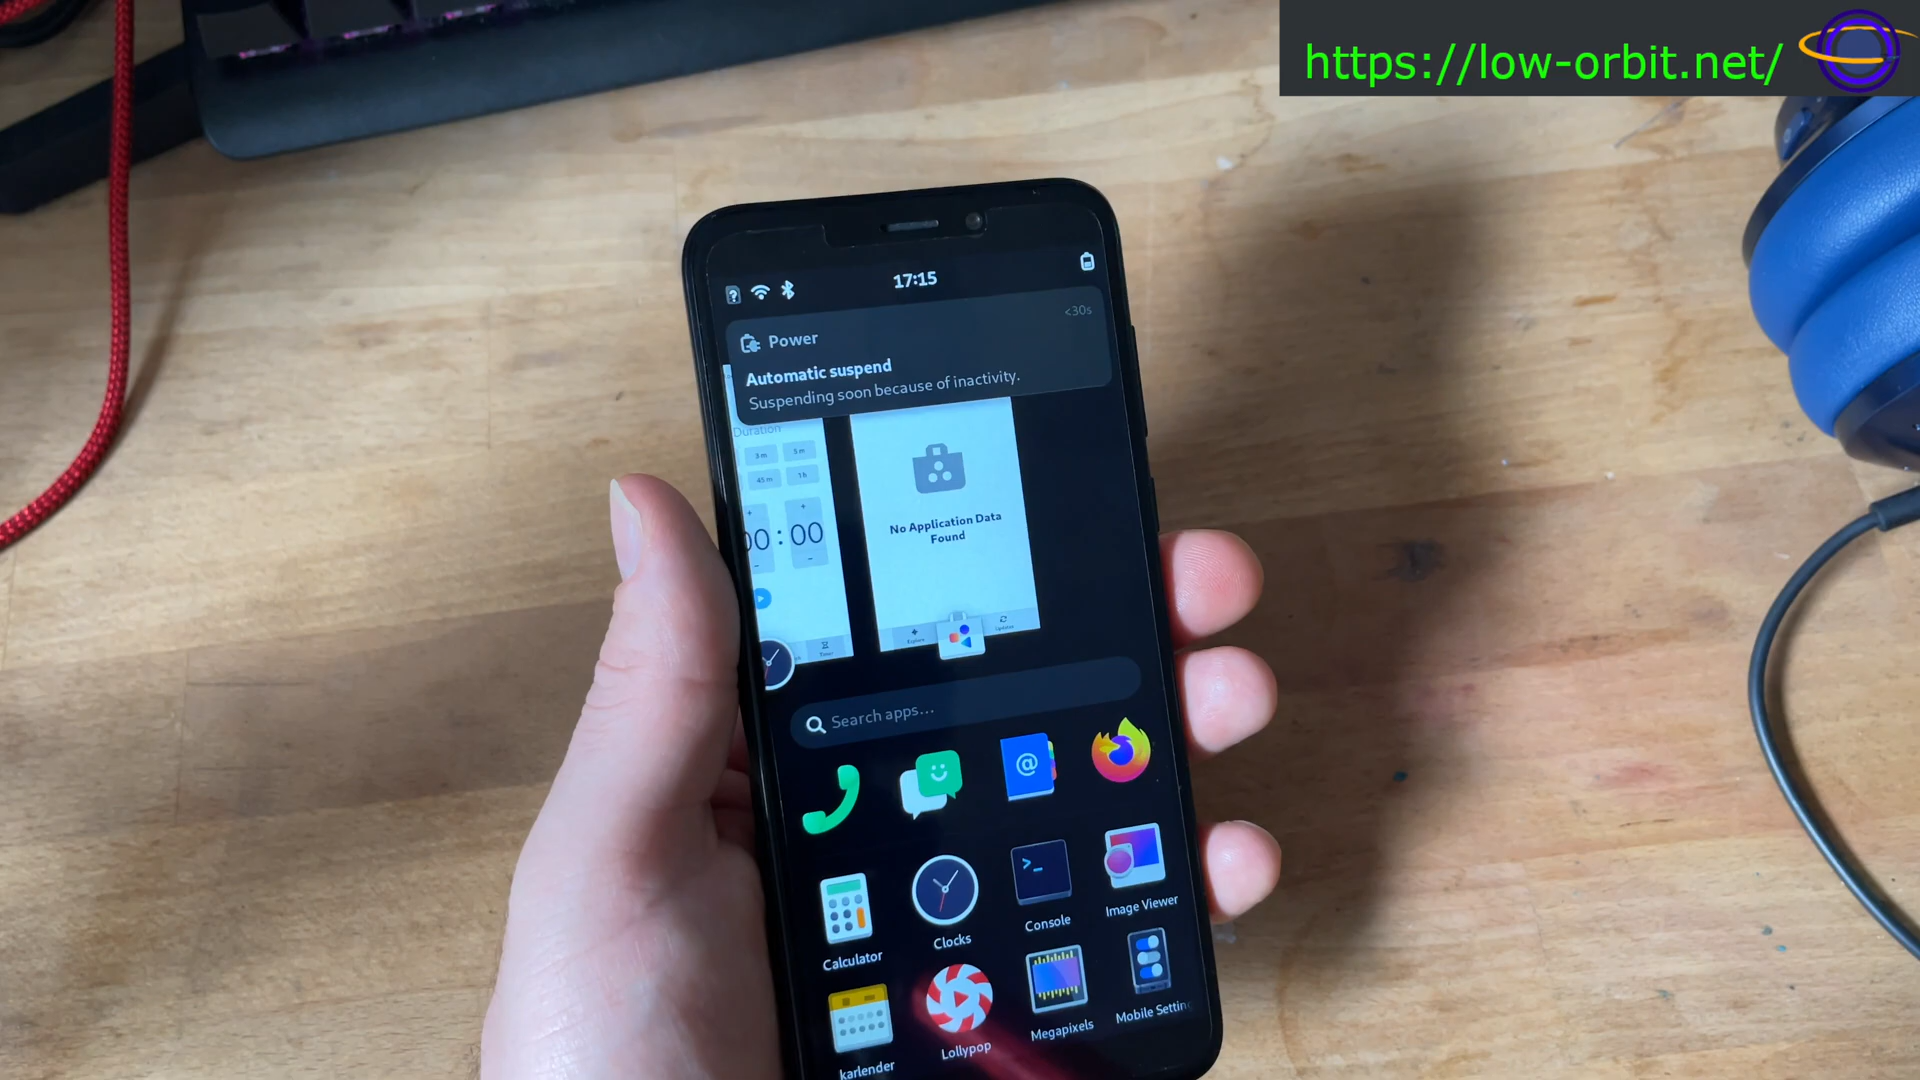 https://low-orbit.net/
17:15
<30s
Power
Automatic suspend
Suspending soon because of inactivity.
Duration
3 m
5 m
45 m
1 h
00 : 00
No Application Data
Found
Timer
Explore
Updates
Search apps...
Calculator
Clocks
Console
Image Viewer
karlender
Lollypop
Megapixels
Mobile Settin